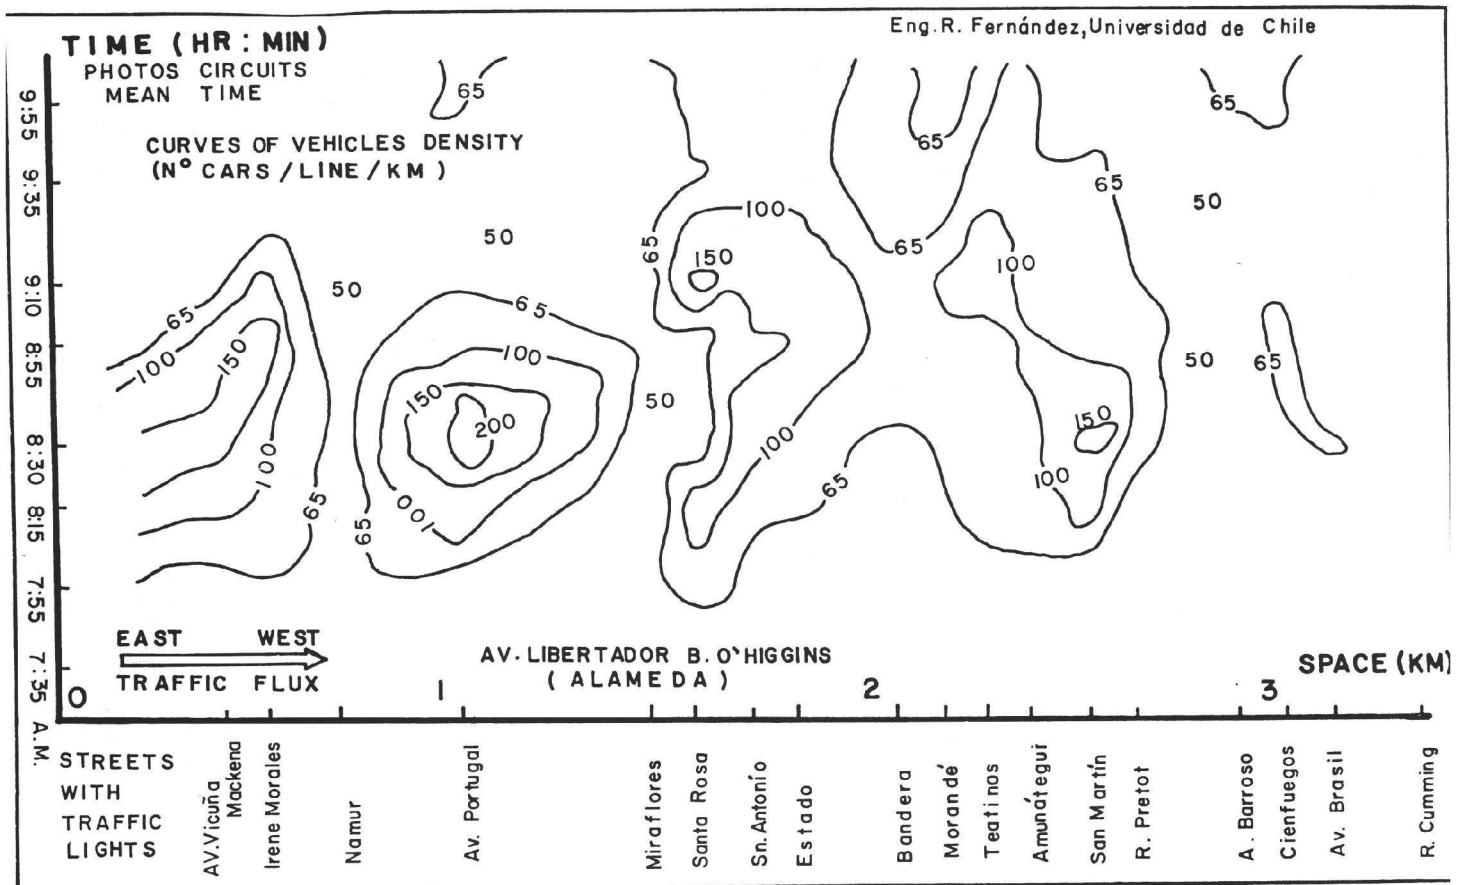 Eng.R. Fernández,Universidad de Chile
TIME (HR : MIN)
PHOTOS CIRCUITS
MEAN TIME
CURVES OF VEHICLES DENSITY
(Nº CARS /LINE/KM)
9:55
9:35
9:10
8:55
8:30
8:15
7:55
7:35 A.M.
65
65
65
65
65
50
100
65
50
65
150
100
50
65
65
100
150
100
50
65
150
200
50
150
100
100
65
100
65
65
100
EAST WEST
TRAFFIC FLUX
AV. LIBERTADOR B. O'HIGGINS
(ALAMEDA)
SPACE (KM)
0
1
2
3
STREETS
WITH
TRAFFIC
LIGHTS
AV.Vicuña
Mackena
Irene Morales
Namur
Av. Portugal
Miraflores
Santa Rosa
Sn. Antonío
Estado
Bandera
Morandé
Teatinos
Amunátegui
San Martín
R. Pretot
A. Barroso
Cienfuegos
Av. Brasil
R. Cumming